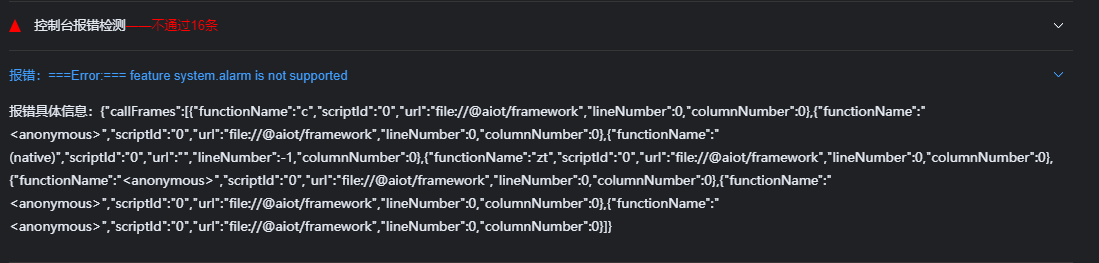 控制台报错检测——不通过16条
报错：===Error:=== feature system.alarm is not supported
报错具体信息：{"callFrames":[{"functionName":"c","scriptId":"0","url":"file://@aiot/framework","lineNumber":0,"columnNumber":0},{"functionName":"
<anonymous>","scriptId":"0","url":"file://@aiot/framework","lineNumber":0,"columnNumber":0},{"functionName":"
(native)","scriptId":"0","url":"","lineNumber":-1,"columnNumber":0},{"functionName":"zt","scriptId":"0","url":"file://@aiot/framework","lineNumber":0,"columnNumber":0},
{"functionName":"<anonymous>","scriptId":"0","url":"file://@aiot/framework","lineNumber":0,"columnNumber":0},{"functionName":"
<anonymous>","scriptId":"0","url":"file://@aiot/framework","lineNumber":0,"columnNumber":0},{"functionName":"
<anonymous>","scriptId":"0","url":"file://@aiot/framework","lineNumber":0,"columnNumber":0}]}